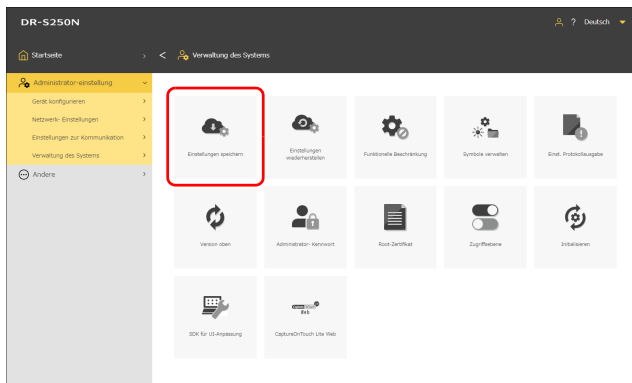 DR-S250N
? Deutsch
Startseite
Verwaltung des Systems
Administrator-einstellung
Gerät konfigurieren
Netzwerk- Einstellungen
Einstellungen zur Kommunikation
Verwaltung des Systems
Andere
Einstellungen speichern
Einstellungen
wiederherstellen
Funktionelle Beschränkung
Symbole verwalten
Einst. Protokollausgabe
Version oben
Administrator- Kennwort
Root-Zertifikat
Zugriffsebene
Initialisieren
Web
SDK für UI-Anpassung
CaptureOnTouch Lite Web